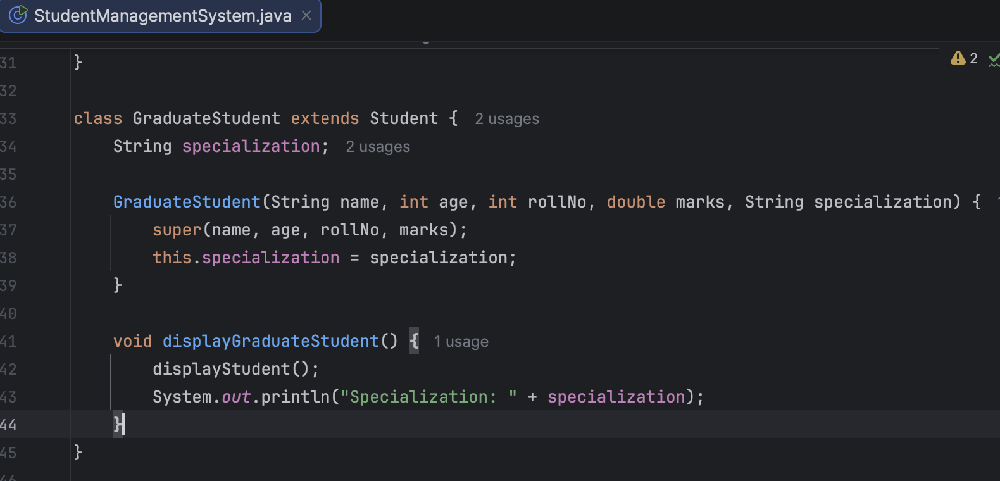 StudentManagementSystem.java
2
31 }
32
33 class GraduateStudent extends Student { 2 usages
34 String specialization; 2 usages
35
36 GraduateStudent(String name, int age, int rollNo, double marks, String specialization) {
37 super(name, age, rollNo, marks);
38 this.specialization = specialization;
39 }
40
41 void displayGraduateStudent() { 1 usage
42 displayStudent();
43 System.out.println("Specialization: " + specialization);
44 }
45 }